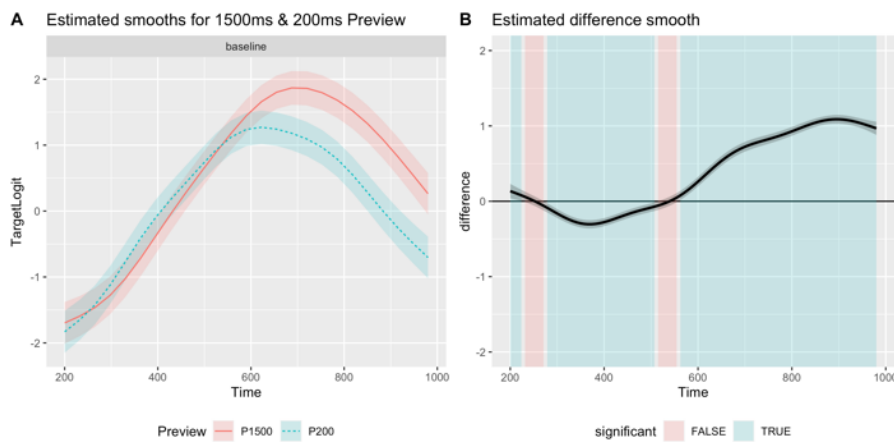 A Estimated smooths for 1500ms & 200ms Preview
baseline
TargetLogit
2
1
0
-1
-2
200 400 600 800 1000
Time
Preview P1500 P200
B Estimated difference smooth
difference
2
1
0
-1
-2
200 400 600 800 1000
Time
significant FALSE TRUE